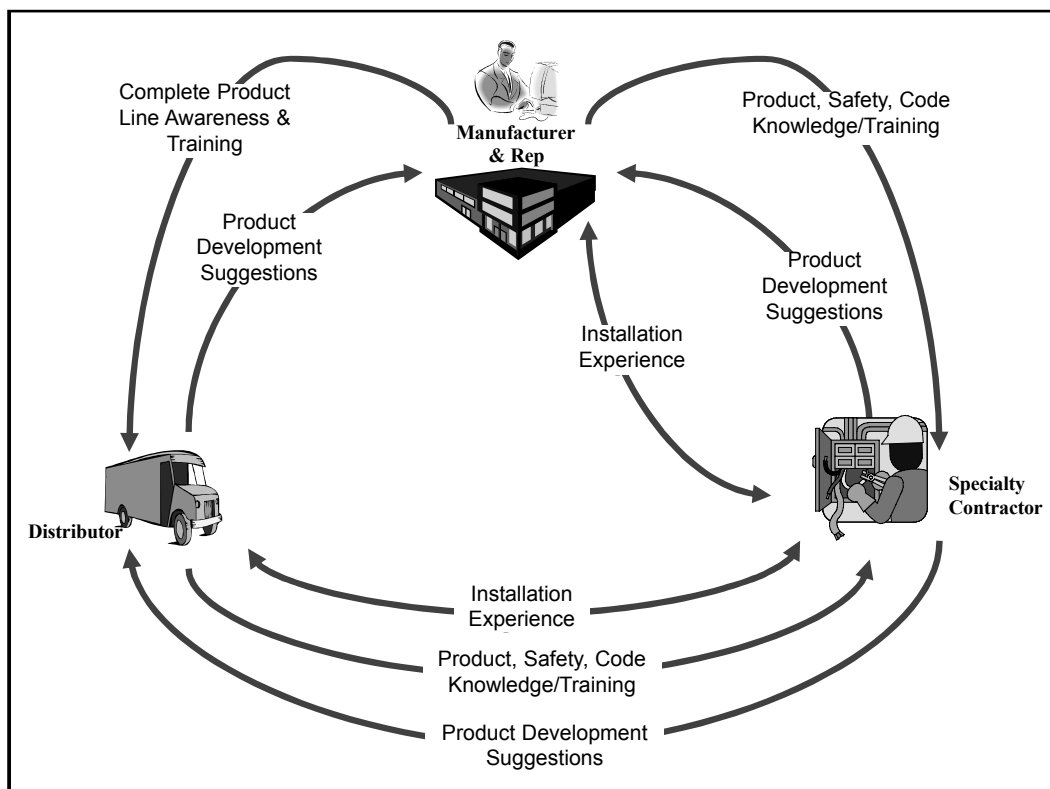 Complete Product
Line Awareness &
Training
Manufacturer
& Rep
Product, Safety, Code
Knowledge/Training
Product
Development
Suggestions
Product
Development
Suggestions
Installation
Experience
Distributor
Specialty
Contractor
Installation
Experience
Product, Safety, Code
Knowledge/Training
Product Development
Suggestions